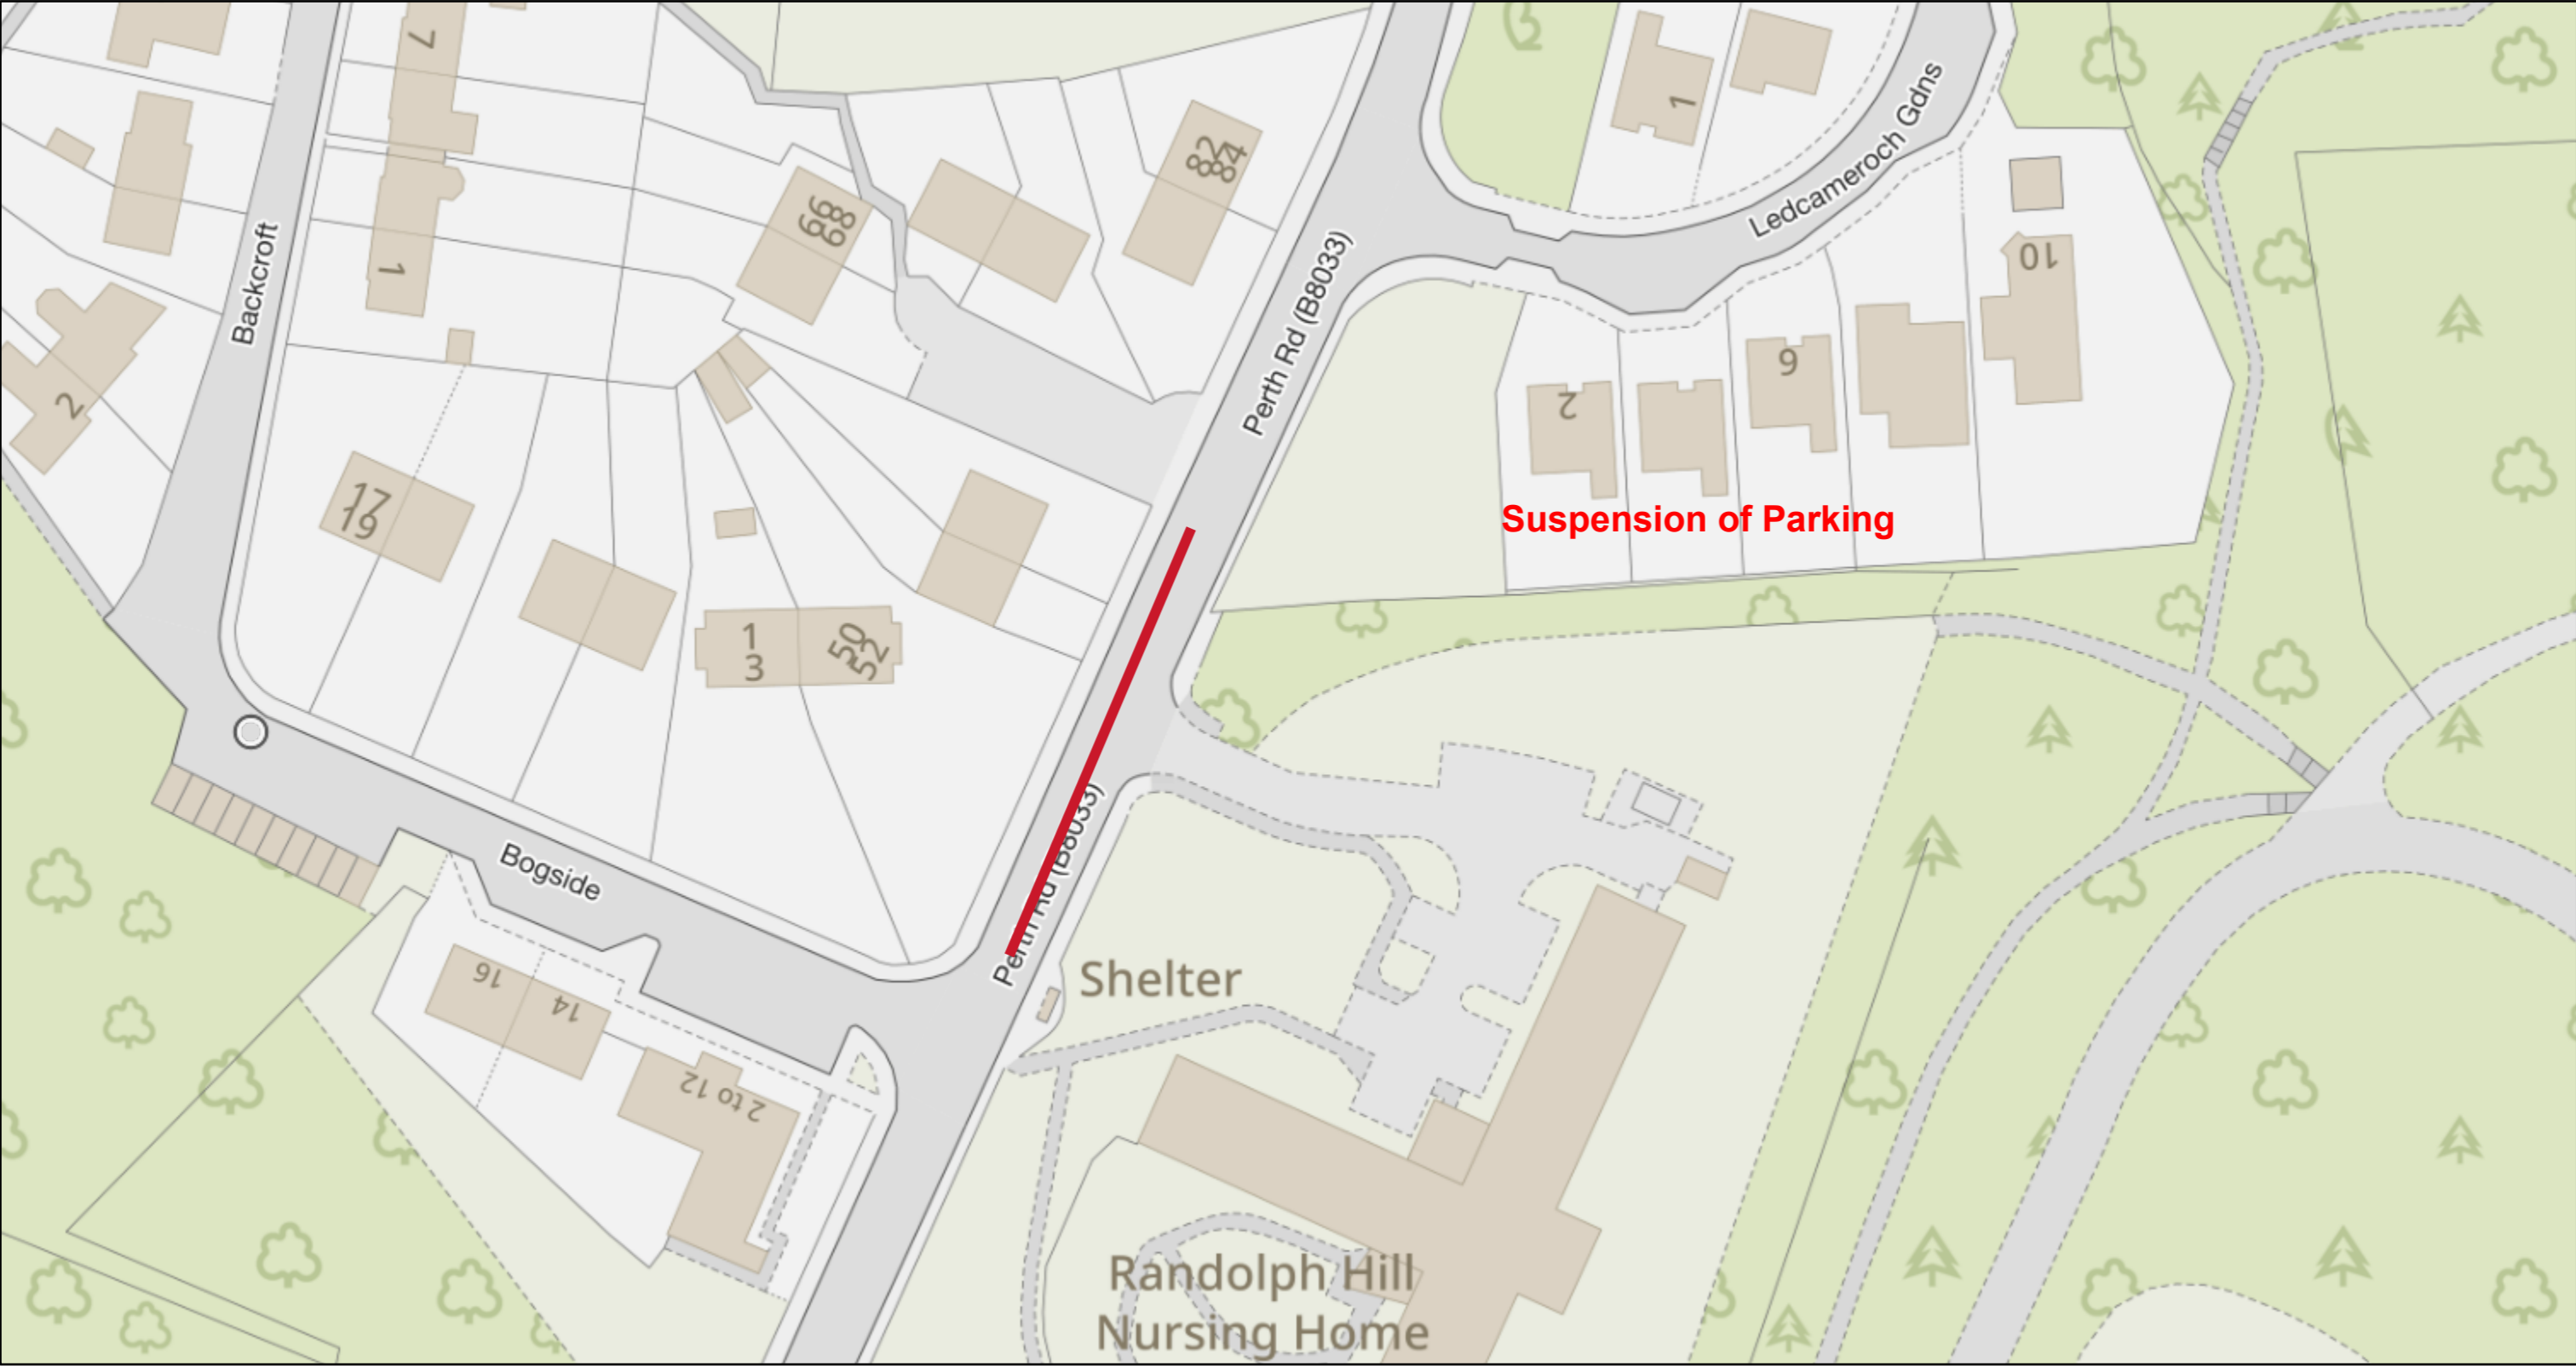 7
1
82
84
Ledcameroch Gdns
10
66
68
Perth Rd (B8033)
Backcroft
1
2
6
2
17
19
Suspension of Parking
1
3
50
52
Perth Rd (B8033)
Bogside
Shelter
16
14
2 to 12
Randolph Hill
Nursing Home